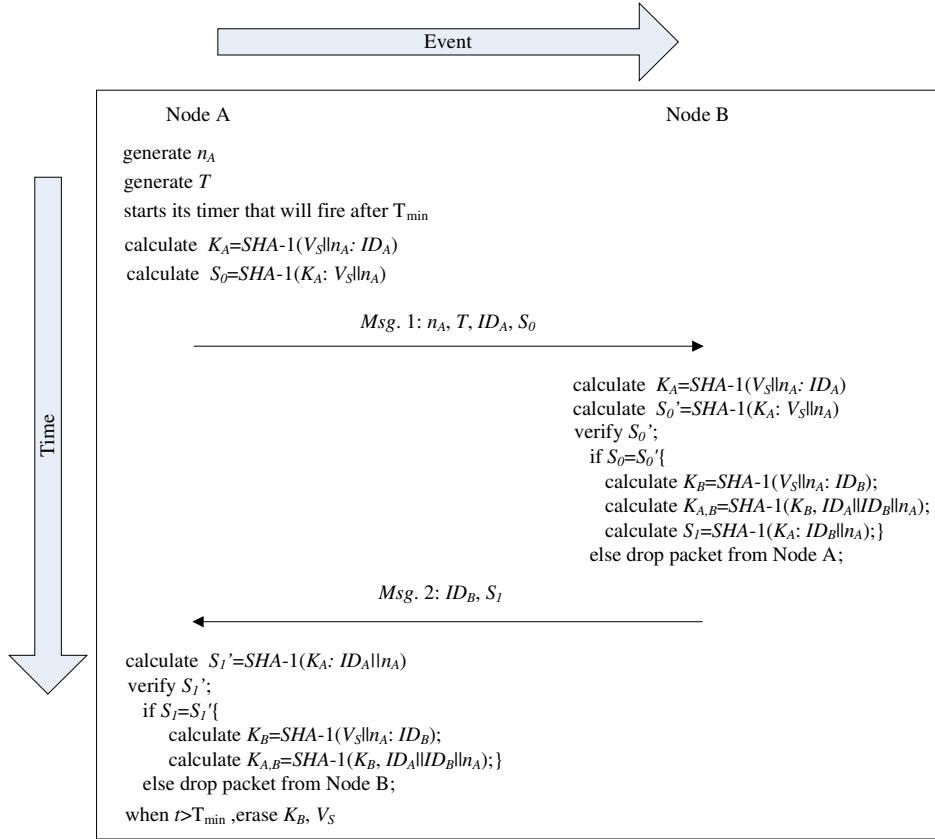 Event
Time
Node A
Node B
generate n_A
generate T
starts its timer that will fire after T_min
calculate K_A=SHA-1(V_S||n_A: ID_A)
calculate S_0=SHA-1(K_A: V_S||n_A)
Msg. 1: n_A, T, ID_A, S_0
calculate K_A=SHA-1(V_S||n_A: ID_A)
calculate S_0'=SHA-1(K_A: V_S||n_A)
verify S_0';
if S_0=S_0'{
calculate K_B=SHA-1(V_S||n_A: ID_B);
calculate K_A,B=SHA-1(K_B, ID_A||ID_B||n_A);
calculate S_1=SHA-1(K_A: ID_B||n_A);}
else drop packet from Node A;
Msg. 2: ID_B, S_1
calculate S_1'=SHA-1(K_A: ID_A||n_A)
verify S_1';
if S_1=S_1'{
calculate K_B=SHA-1(V_S||n_A: ID_B);
calculate K_A,B=SHA-1(K_B, ID_A||ID_B||n_A);}
else drop packet from Node B;
when t>T_min ,erase K_B, V_S